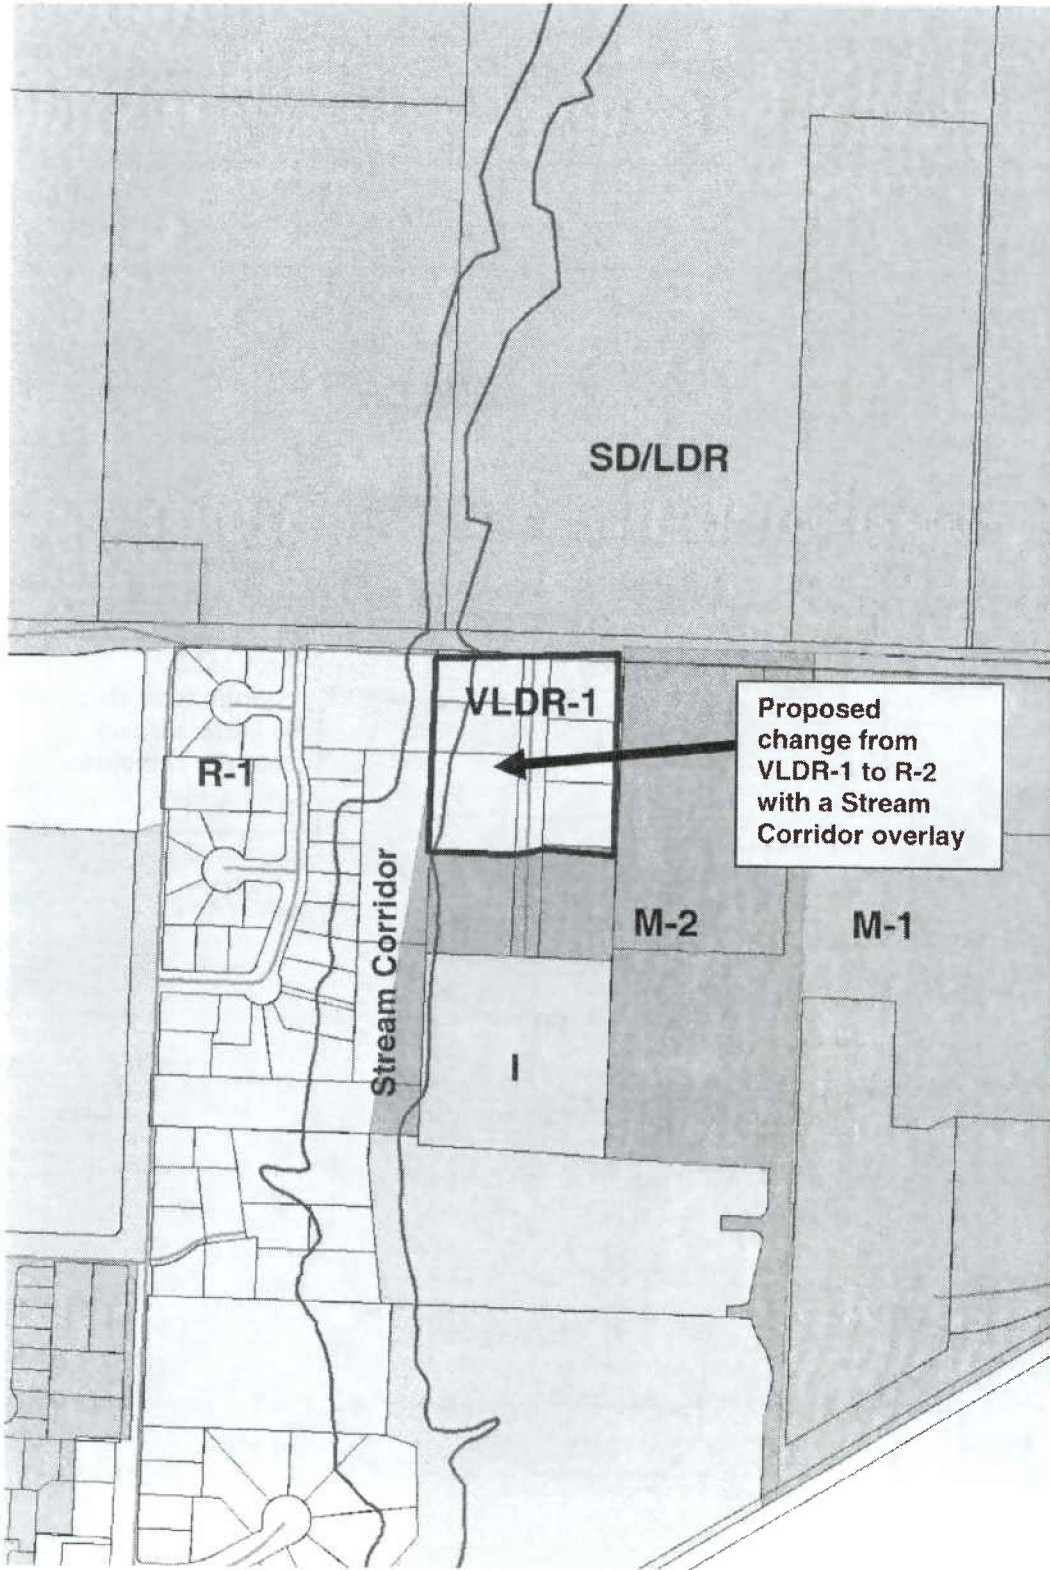 SD/LDR
VLDR-1
Proposed
change from
VLDR-1 to R-2
with a Stream
Corridor overlay
R-1
Stream Corridor
M-2
M-1
I